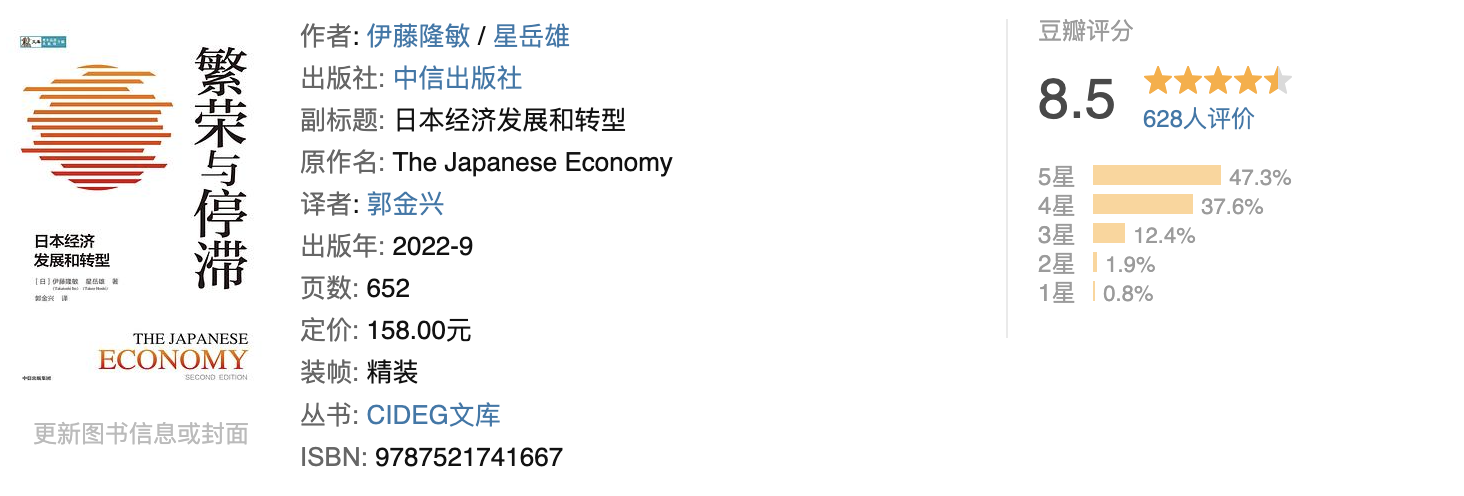 繁荣与停滞
日本经济
发展和转型
[日] 伊藤隆敏 星岳雄 著
(Takatoshi Ito) (Takeo Hoshi)
郭金兴 译
THE JAPANESE
ECONOMY
SECOND EDITION
中信出版集团
更新图书信息或封面
作者: 伊藤隆敏 / 星岳雄
出版社: 中信出版社
副标题: 日本经济发展和转型
原作名: The Japanese Economy
译者: 郭金兴
出版年: 2022-9
页数: 652
定价: 158.00元
装帧: 精装
丛书: CIDEG文库
ISBN: 9787521741667
豆瓣评分
8.5
628人评价
5星 47.3%
4星 37.6%
3星 12.4%
2星 1.9%
1星 0.8%